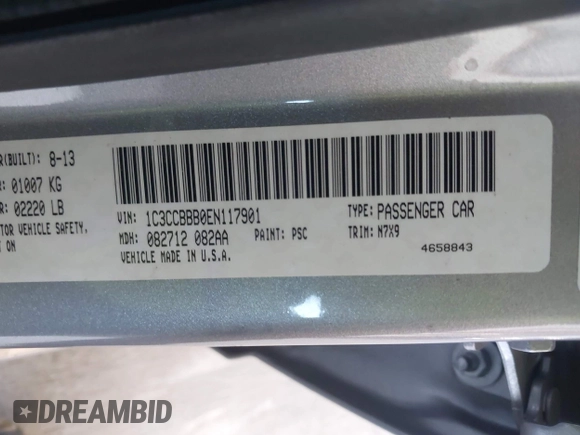 R(BUILT): 8-13
R: 01007 KG
R: 02220 LB
TOR VEHICLE SAFETY,
T ON
VIN: 1C3CCBBB0EN117901 TYPE: PASSENGER CAR
MDH: 082712 082AA PAINT: PSC TRIM: N7X9
VEHICLE MADE IN U.S.A. 4658843
DREAMBID